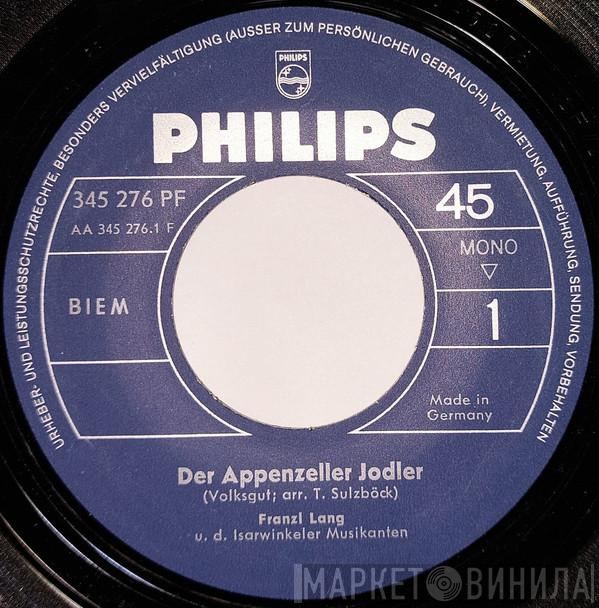 URHEBER- UND LEISTUNGSSCHUTZRECHTE, BESONDERS VERVIELFÄLTIGUNG (AUSSER ZUM PERSÖNLICHEN GEBRAUCH), VERMIETUNG, AUFFÜHRUNG, SENDUNG, VORBEHALTEN
PHILIPS
PHILIPS
345 276 PF
AA 345 276.1 F
BIEM
45
MONO
1
Made in
Germany
Der Appenzeller Jodler
(Volksgut; arr. T. Sulzböck)
Franzl Lang
u. d. Isarwinkeler Musikanten
МАРКЕТ ВИНИЛА